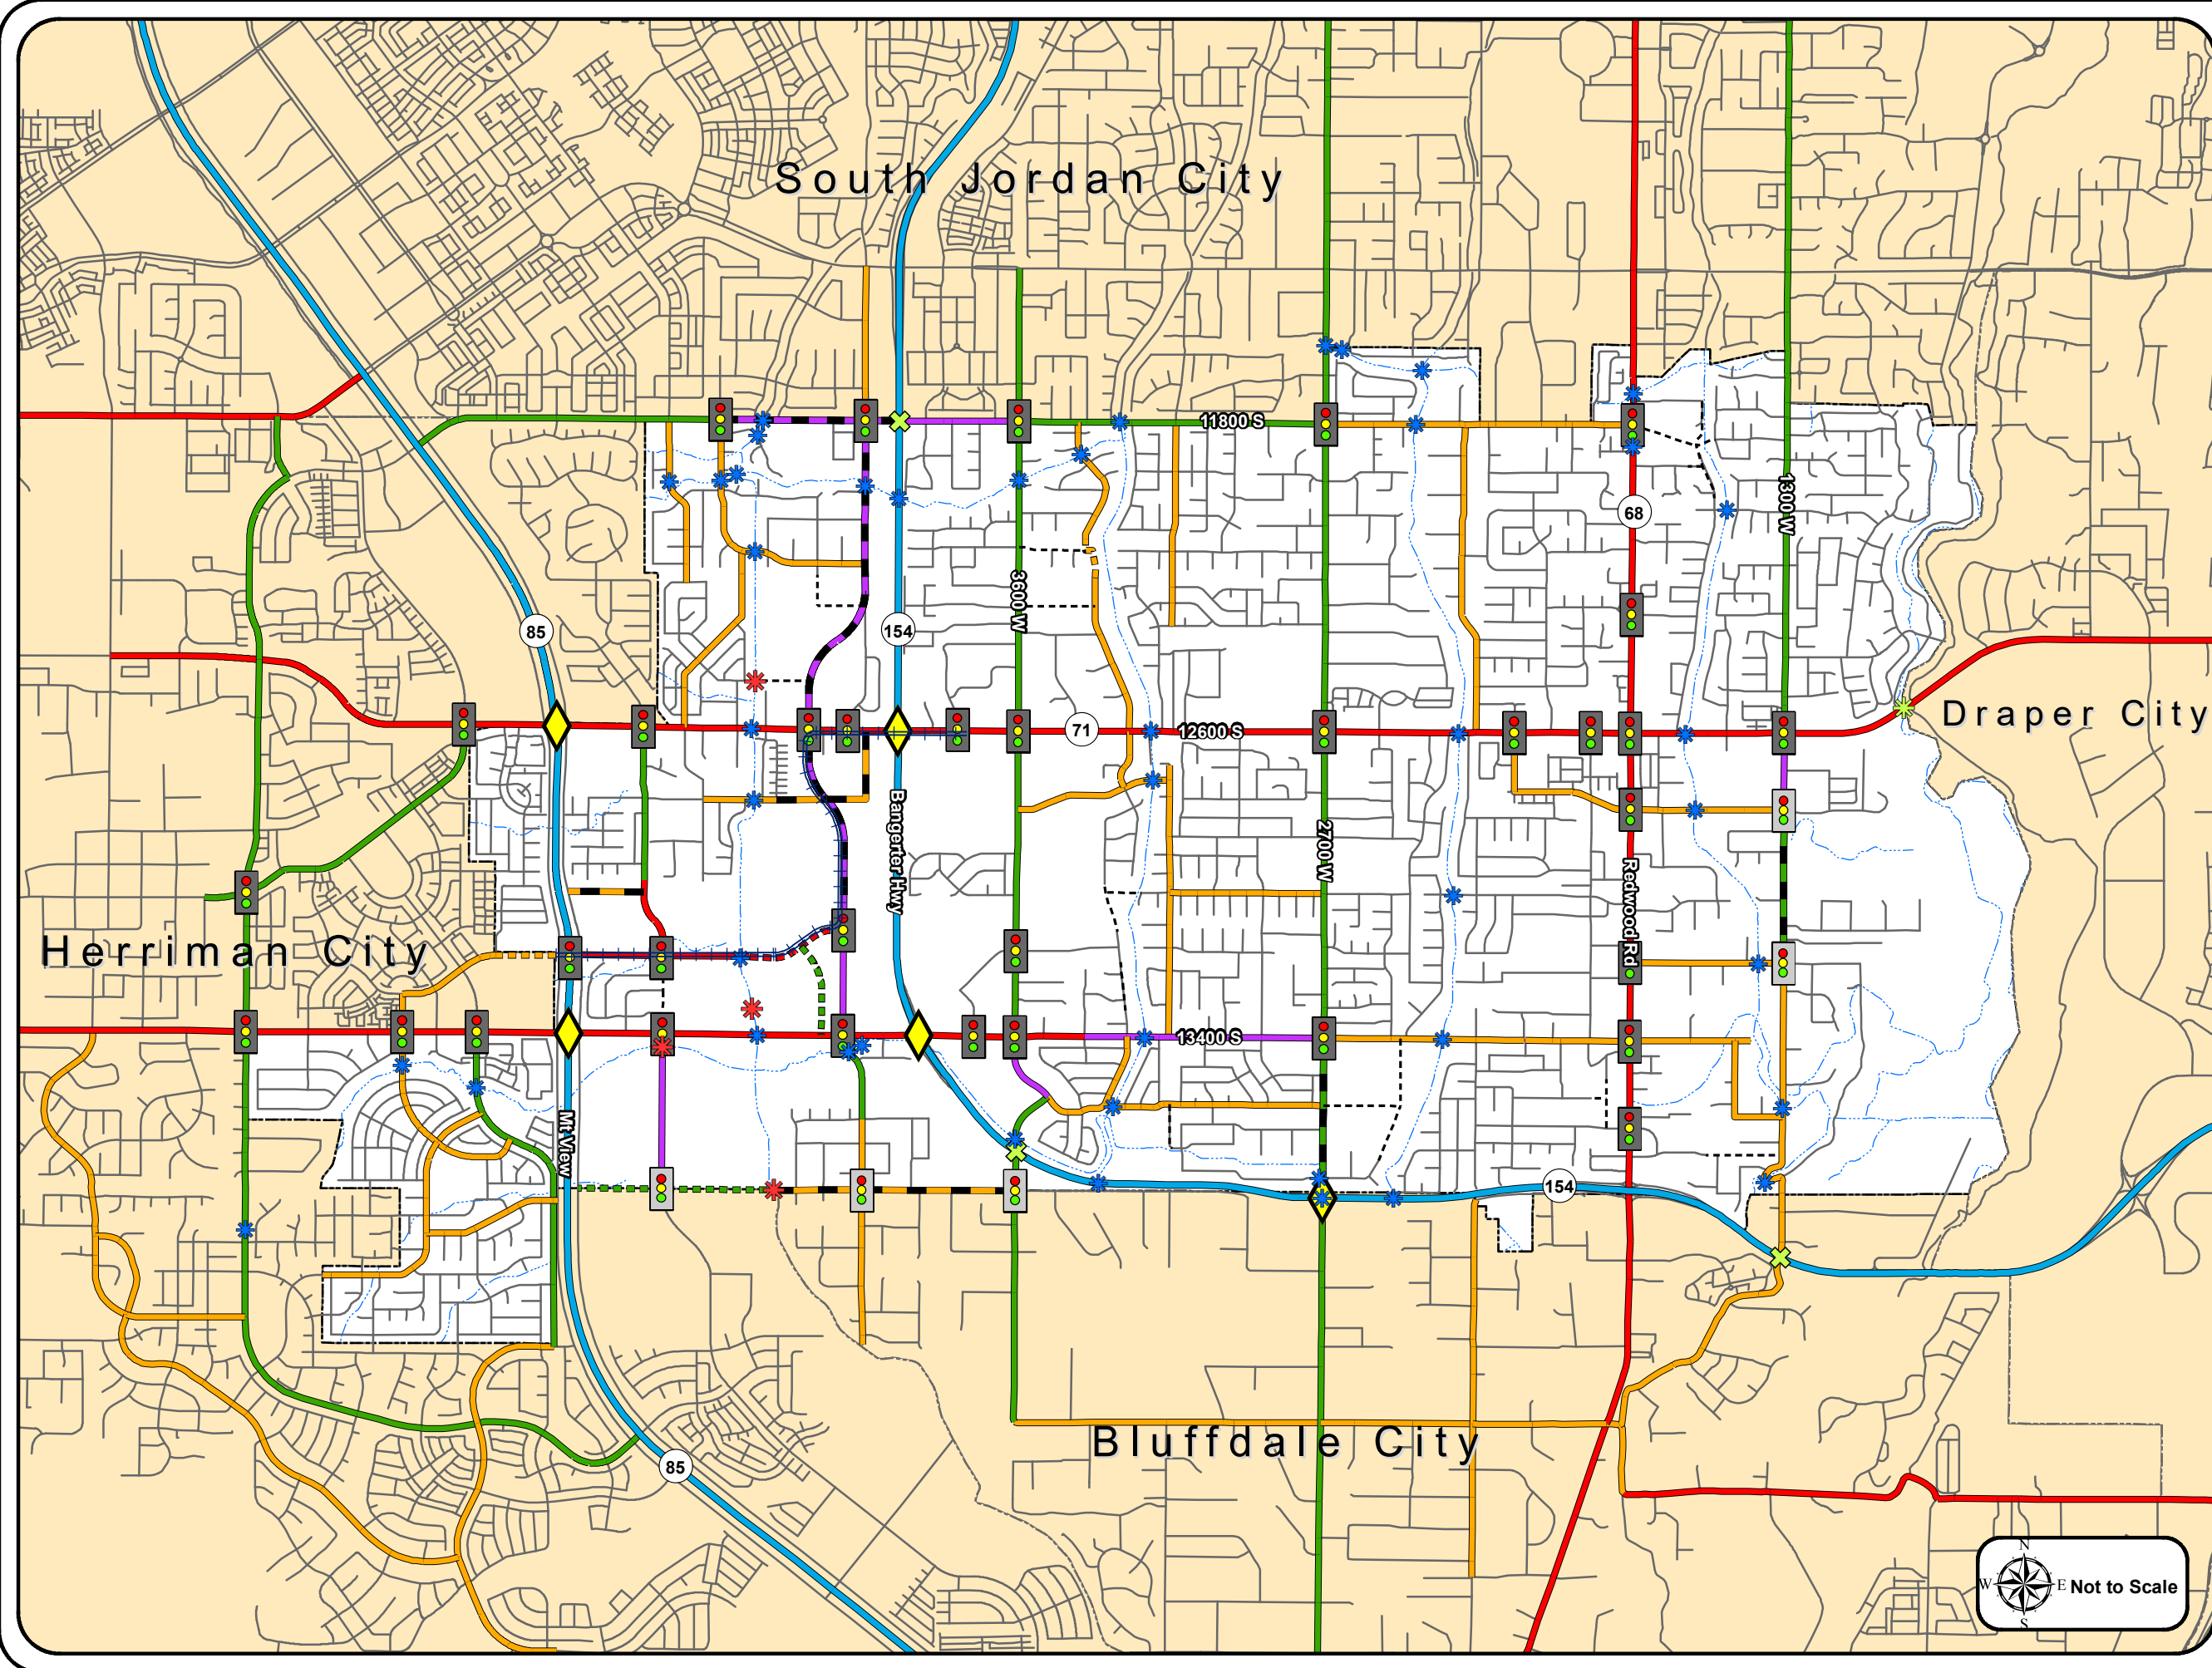 South Jordan City
11800 S
1300 W
68
3600 W
85
154
Draper City
71
12600 S
Bangerter Hwy
2700 W
Redwood Rd
Herriman City
13400 S
Mt View
154
Bluffdale City
85
N
W
E
S
Not to Scale